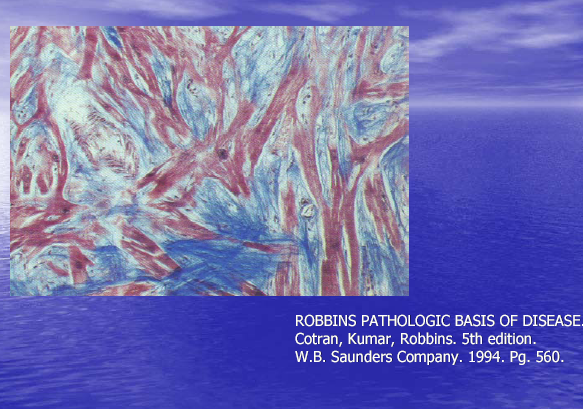 ROBBINS PATHOLOGIC BASIS OF DISEASE.
Cotran, Kumar, Robbins. 5th edition.
W.B. Saunders Company. 1994. Pg. 560.